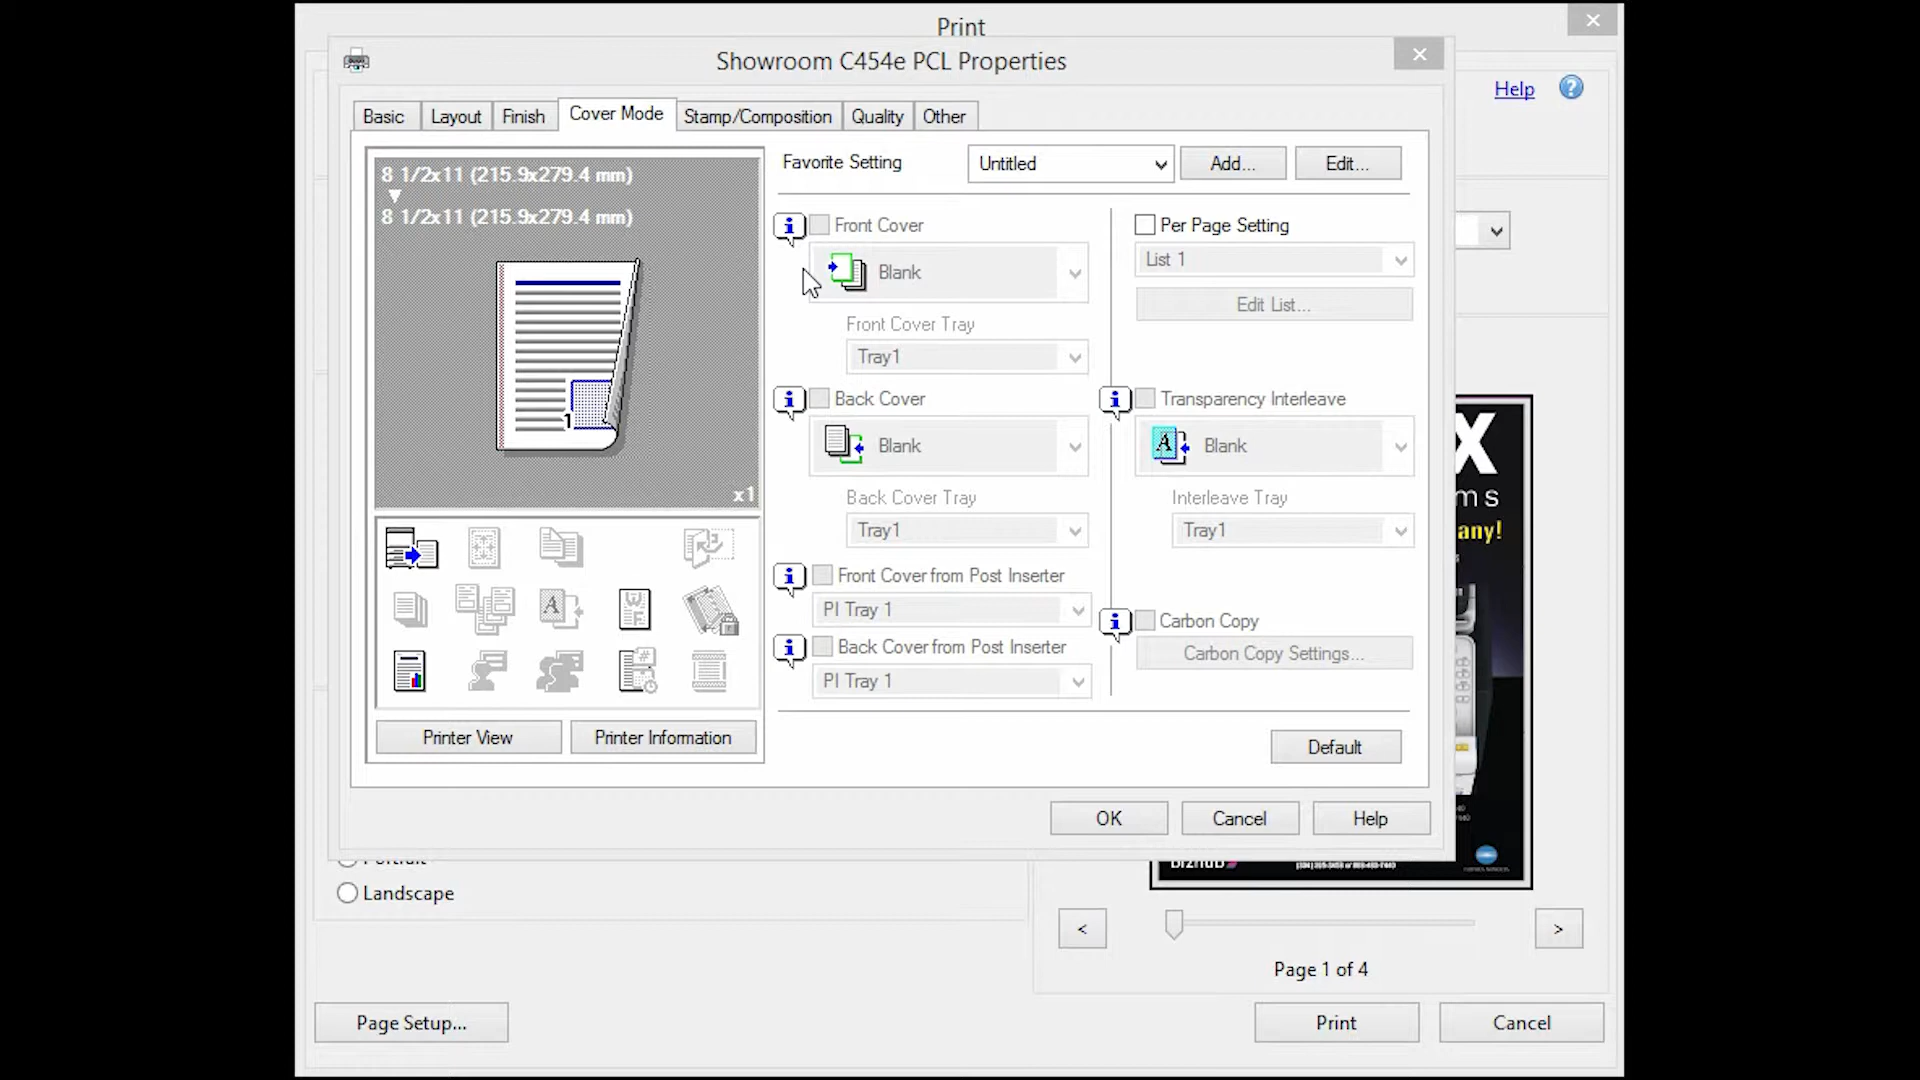 Print
Showroom C454e PCL Properties
Help
Basic
Layout
Finish
Cover Mode
Stamp/Composition
Quality
Other
8 1/2x11 (215.9x279.4 mm)
8 1/2x11 (215.9x279.4 mm)
1
x1
Printer View
Printer Information
Favorite Setting
Untitled
Add...
Edit...
Front Cover
Blank
Front Cover Tray
Tray1
Back Cover
Blank
Back Cover Tray
Tray1
Front Cover from Post Inserter
PI Tray 1
Back Cover from Post Inserter
PI Tray 1
Per Page Setting
List 1
Edit List...
Transparency Interleave
Blank
Interleave Tray
Tray1
Carbon Copy
Carbon Copy Settings...
Default
OK
Cancel
Help
X
ms
any!
Landscape
<
>
Page 1 of 4
Page Setup...
Print
Cancel